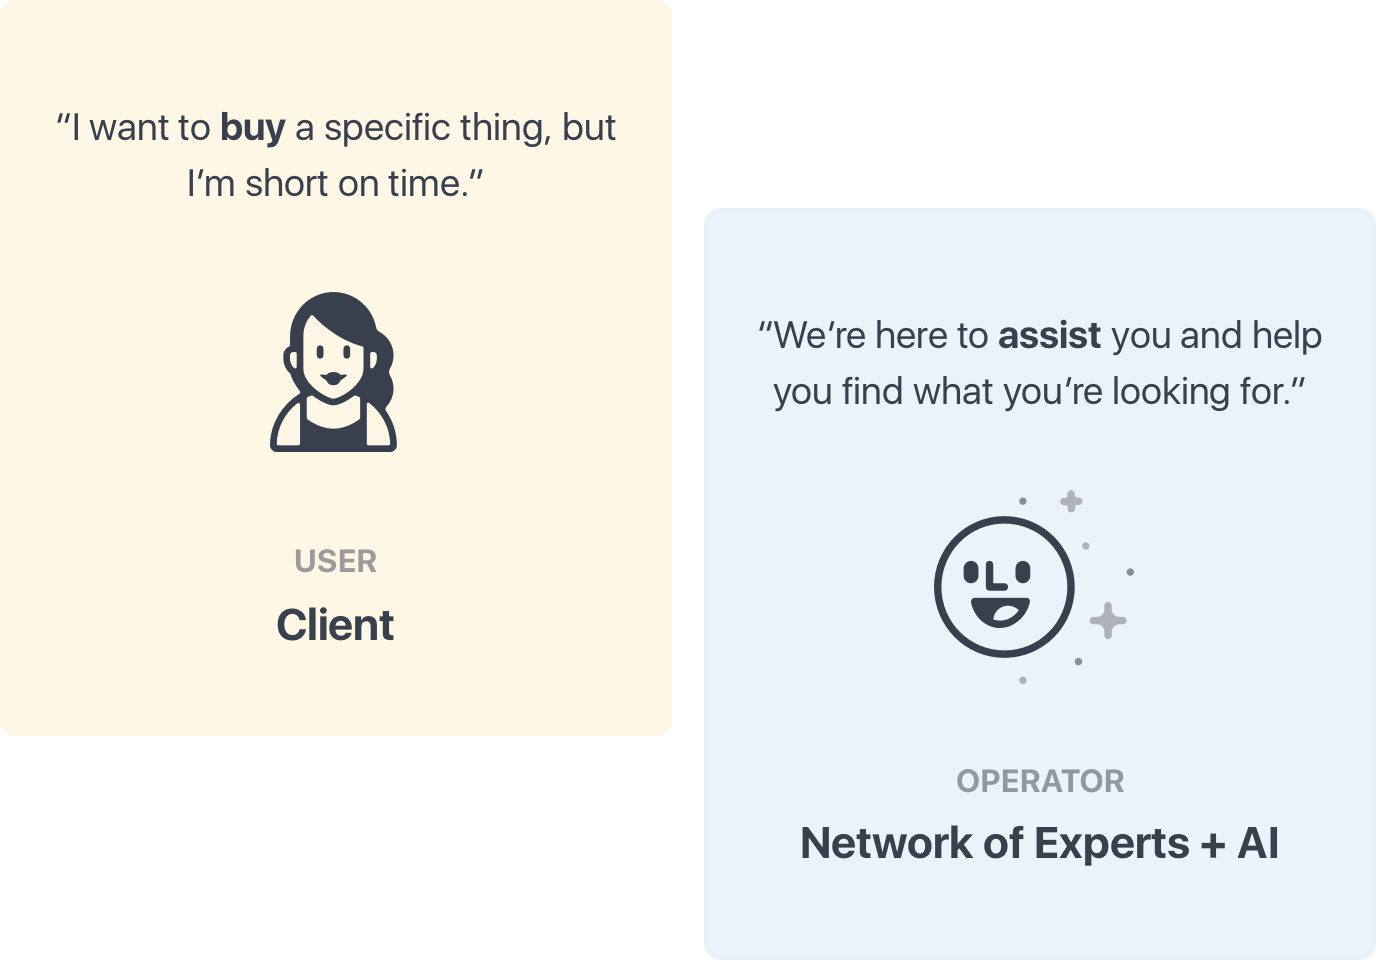 “I want to buy a specific thing, but
I’m short on time.”
USER
Client
“We’re here to assist you and help
you find what you’re looking for.”
OPERATOR
Network of Experts + AI